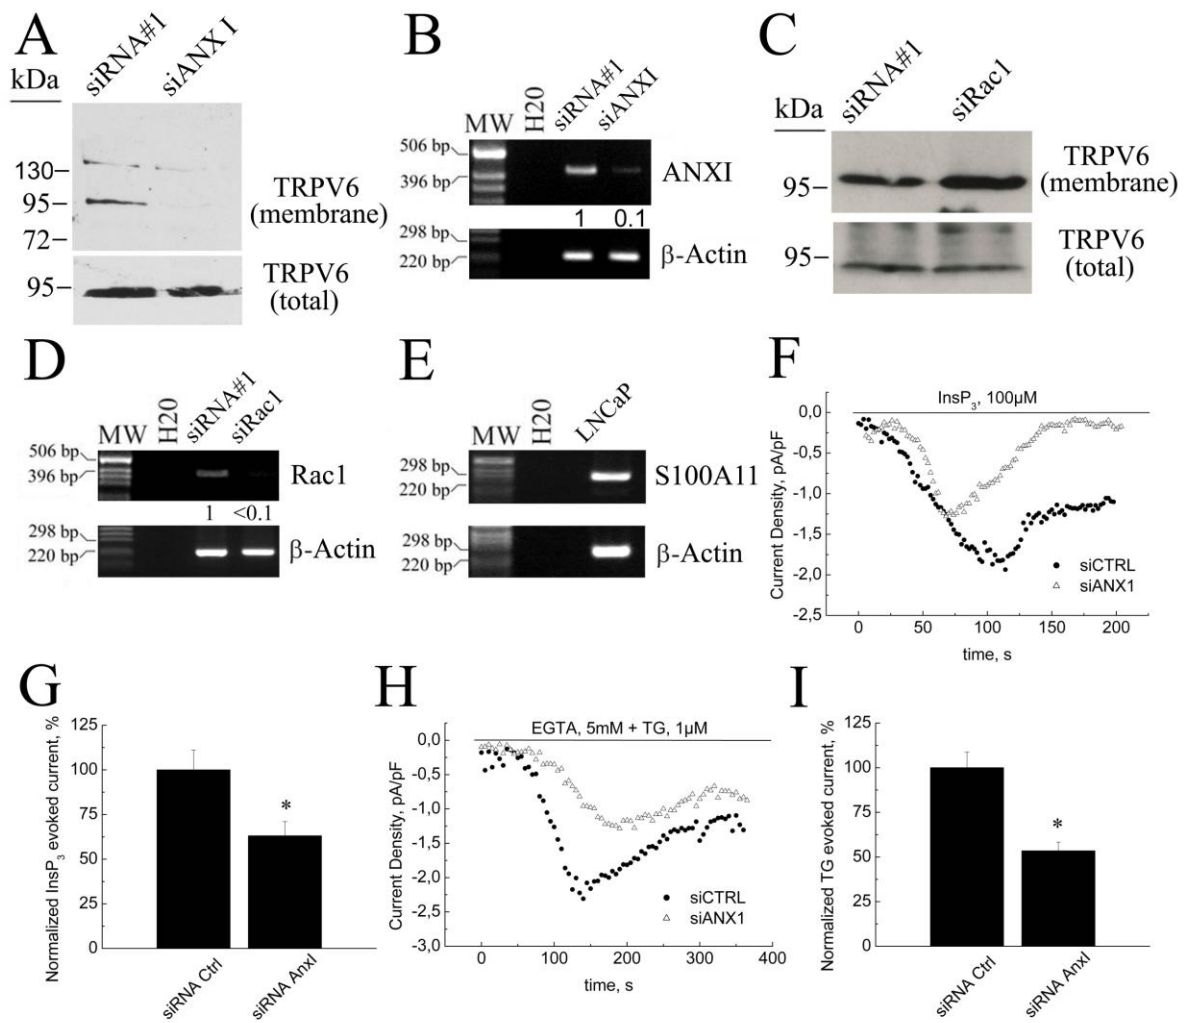 A
kDa
siRNA#1
siANX I
130
95
72
TRPV6
(membrane)
95
TRPV6
(total)
B
MW
H20
siRNA#1
siANXI
506 bp
396 bp
ANXI
1
0.1
298 bp
220 bp
β-Actin
C
kDa
siRNA#1
siRac1
95
TRPV6
(membrane)
95
TRPV6
(total)
D
MW
H20
siRNA#1
siRac1
506 bp
396 bp
Rac1
1
<0.1
298 bp
220 bp
β-Actin
E
MW
H20
LNCaP
298 bp
220 bp
S100A11
298 bp
220 bp
β-Actin
F
InsP3, 100µM
0,0
-0,5
-1,0
-1,5
-2,0
-2,5
Current Density, pA/pF
siCTRL
siANX1
0
50
100
150
200
time, s
G
Normalized InsP3 evoked current, %
125
100
75
50
25
0
*
siRNA Ctrl
siRNA AnxI
H
EGTA, 5mM + TG, 1µM
0,0
-0,5
-1,0
-1,5
-2,0
-2,5
-3,0
Current Density, pA/pF
siCTRL
siANX1
0
100
200
300
400
time, s
I
Normalized TG evoked current, %
125
100
75
50
25
0
*
siRNA Ctrl
siRNA AnxI